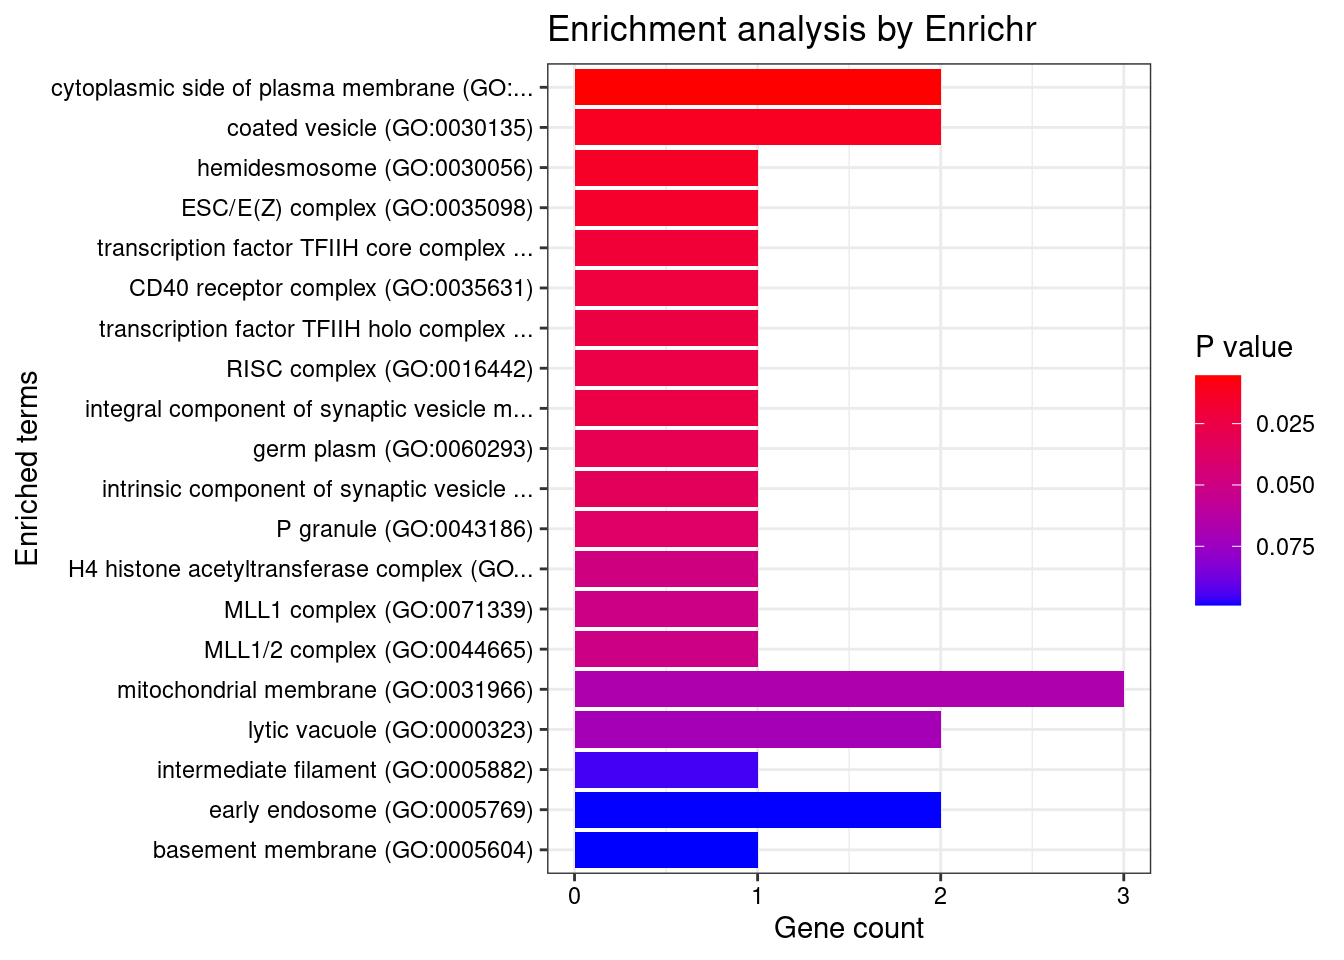 Enrichment analysis by Enrichr
cytoplasmic side of plasma membrane (GO:...
coated vesicle (GO:0030135)
hemidesmosome (GO:0030056)
ESC/E(Z) complex (GO:0035098)
transcription factor TFIIH core complex ...
CD40 receptor complex (GO:0035631)
transcription factor TFIIH holo complex ...
RISC complex (GO:0016442)
integral component of synaptic vesicle m...
germ plasm (GO:0060293)
intrinsic component of synaptic vesicle ...
P granule (GO:0043186)
H4 histone acetyltransferase complex (GO...
MLL1 complex (GO:0071339)
MLL1/2 complex (GO:0044665)
mitochondrial membrane (GO:0031966)
lytic vacuole (GO:0000323)
intermediate filament (GO:0005882)
early endosome (GO:0005769)
basement membrane (GO:0005604)
Enriched terms
0 1 2 3
Gene count
P value
0.025
0.050
0.075